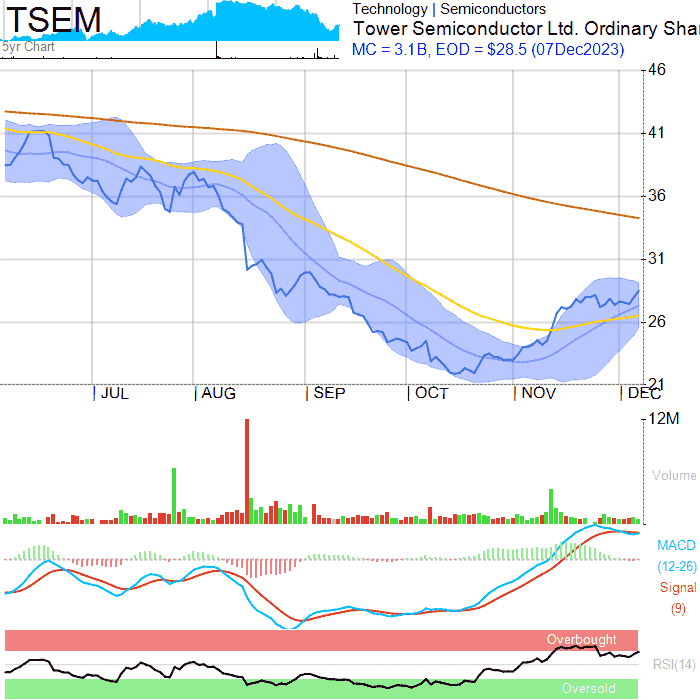 TSEM
5yr Chart
Technology | Semiconductors
Tower Semiconductor Ltd. Ordinary Shar
MC = 3.1B, EOD = $28.5 (07Dec2023)
46
41
36
31
26
21
JUL AUG SEP OCT NOV DEC
12M
Volume
MACD
(12-26)
Signal
(9)
Overbought
RSI(14)
Oversold